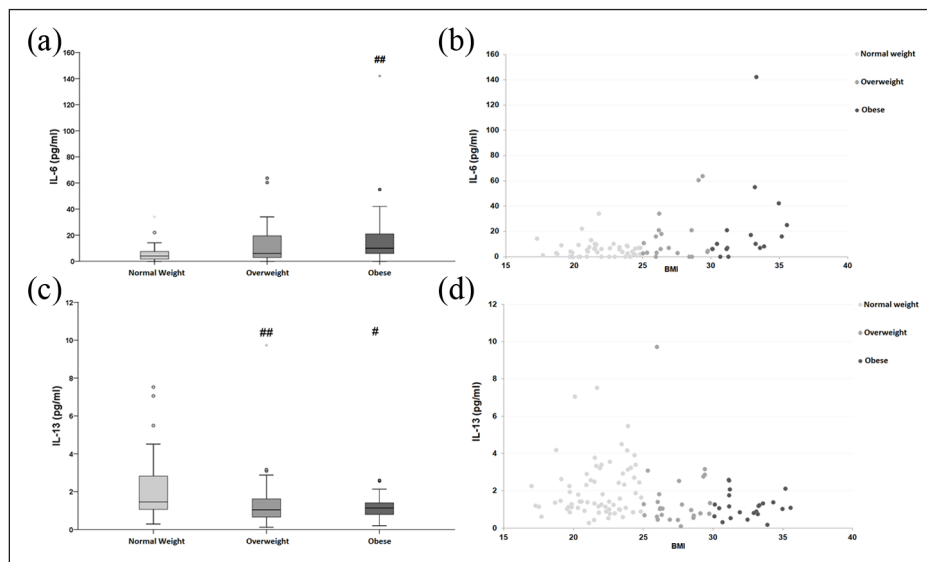 (a)
IL-6 (pg/ml)
160
140
120
100
80
60
40
20
0
##
Normal Weight Overweight Obese
(b)
IL-6 (pg/ml)
160
140
120
100
80
60
40
20
0
15 20 25 30 35 40
BMI
Normal weight
Overweight
Obese
(c)
IL-13 (pg/ml)
12
10
8
6
4
2
0
## #
Normal Weight Overweight Obese
(d)
IL-13 (pg/ml)
12
10
8
6
4
2
0
15 20 25 30 35 40
BMI
Normal weight
Overweight
Obese